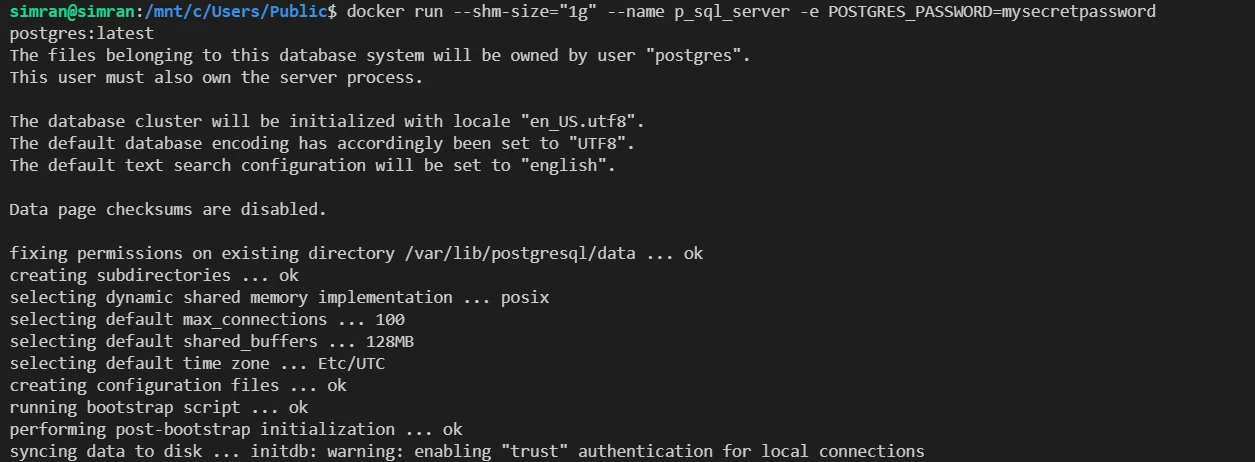 simran@simran:/mnt/c/Users/Public$ docker run --shm-size="1g" --name p_sql_server -e POSTGRES_PASSWORD=mysecretpassword
postgres:latest
The files belonging to this database system will be owned by user "postgres".
This user must also own the server process.

The database cluster will be initialized with locale "en_US.utf8".
The default database encoding has accordingly been set to "UTF8".
The default text search configuration will be set to "english".

Data page checksums are disabled.

fixing permissions on existing directory /var/lib/postgresql/data ... ok
creating subdirectories ... ok
selecting dynamic shared memory implementation ... posix
selecting default max_connections ... 100
selecting default shared_buffers ... 128MB
selecting default time zone ... Etc/UTC
creating configuration files ... ok
running bootstrap script ... ok
performing post-bootstrap initialization ... ok
syncing data to disk ... initdb: warning: enabling "trust" authentication for local connections